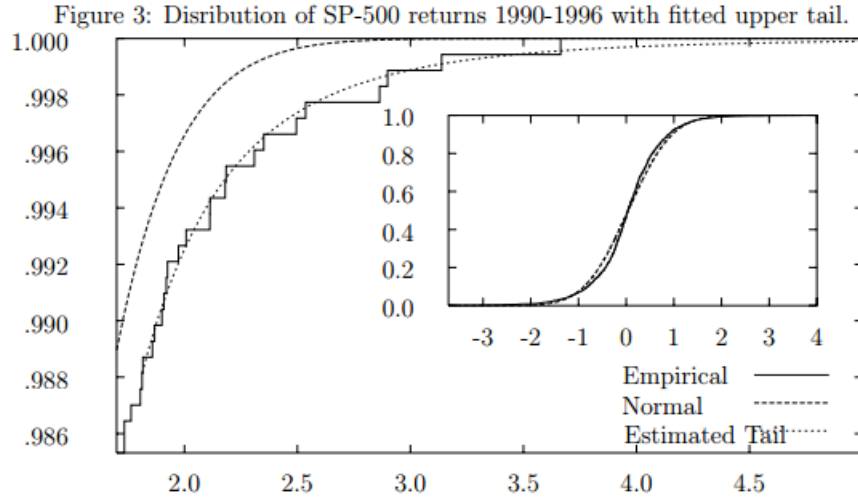 Figure 3: Disribution of SP-500 returns 1990-1996 with fitted upper tail.
1.000
.998
.996
.994
.992
.990
.988
.986
2.0 2.5 3.0 3.5 4.0 4.5
1.0
0.8
0.6
0.4
0.2
0.0
-3 -2 -1 0 1 2 3 4
Empirical
Normal
Estimated Tail